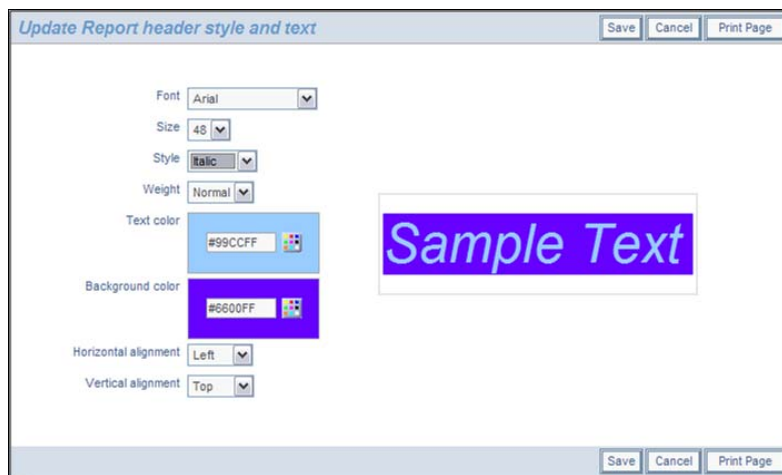 Update Report header style and text
Save Cancel Print Page
Font Arial
Size 48
Style Italic
Weight Normal
Text color
#99CCFF
Sample Text
Background color
#6600FF
Horizontal alignment Left
Vertical alignment Top
Save Cancel Print Page